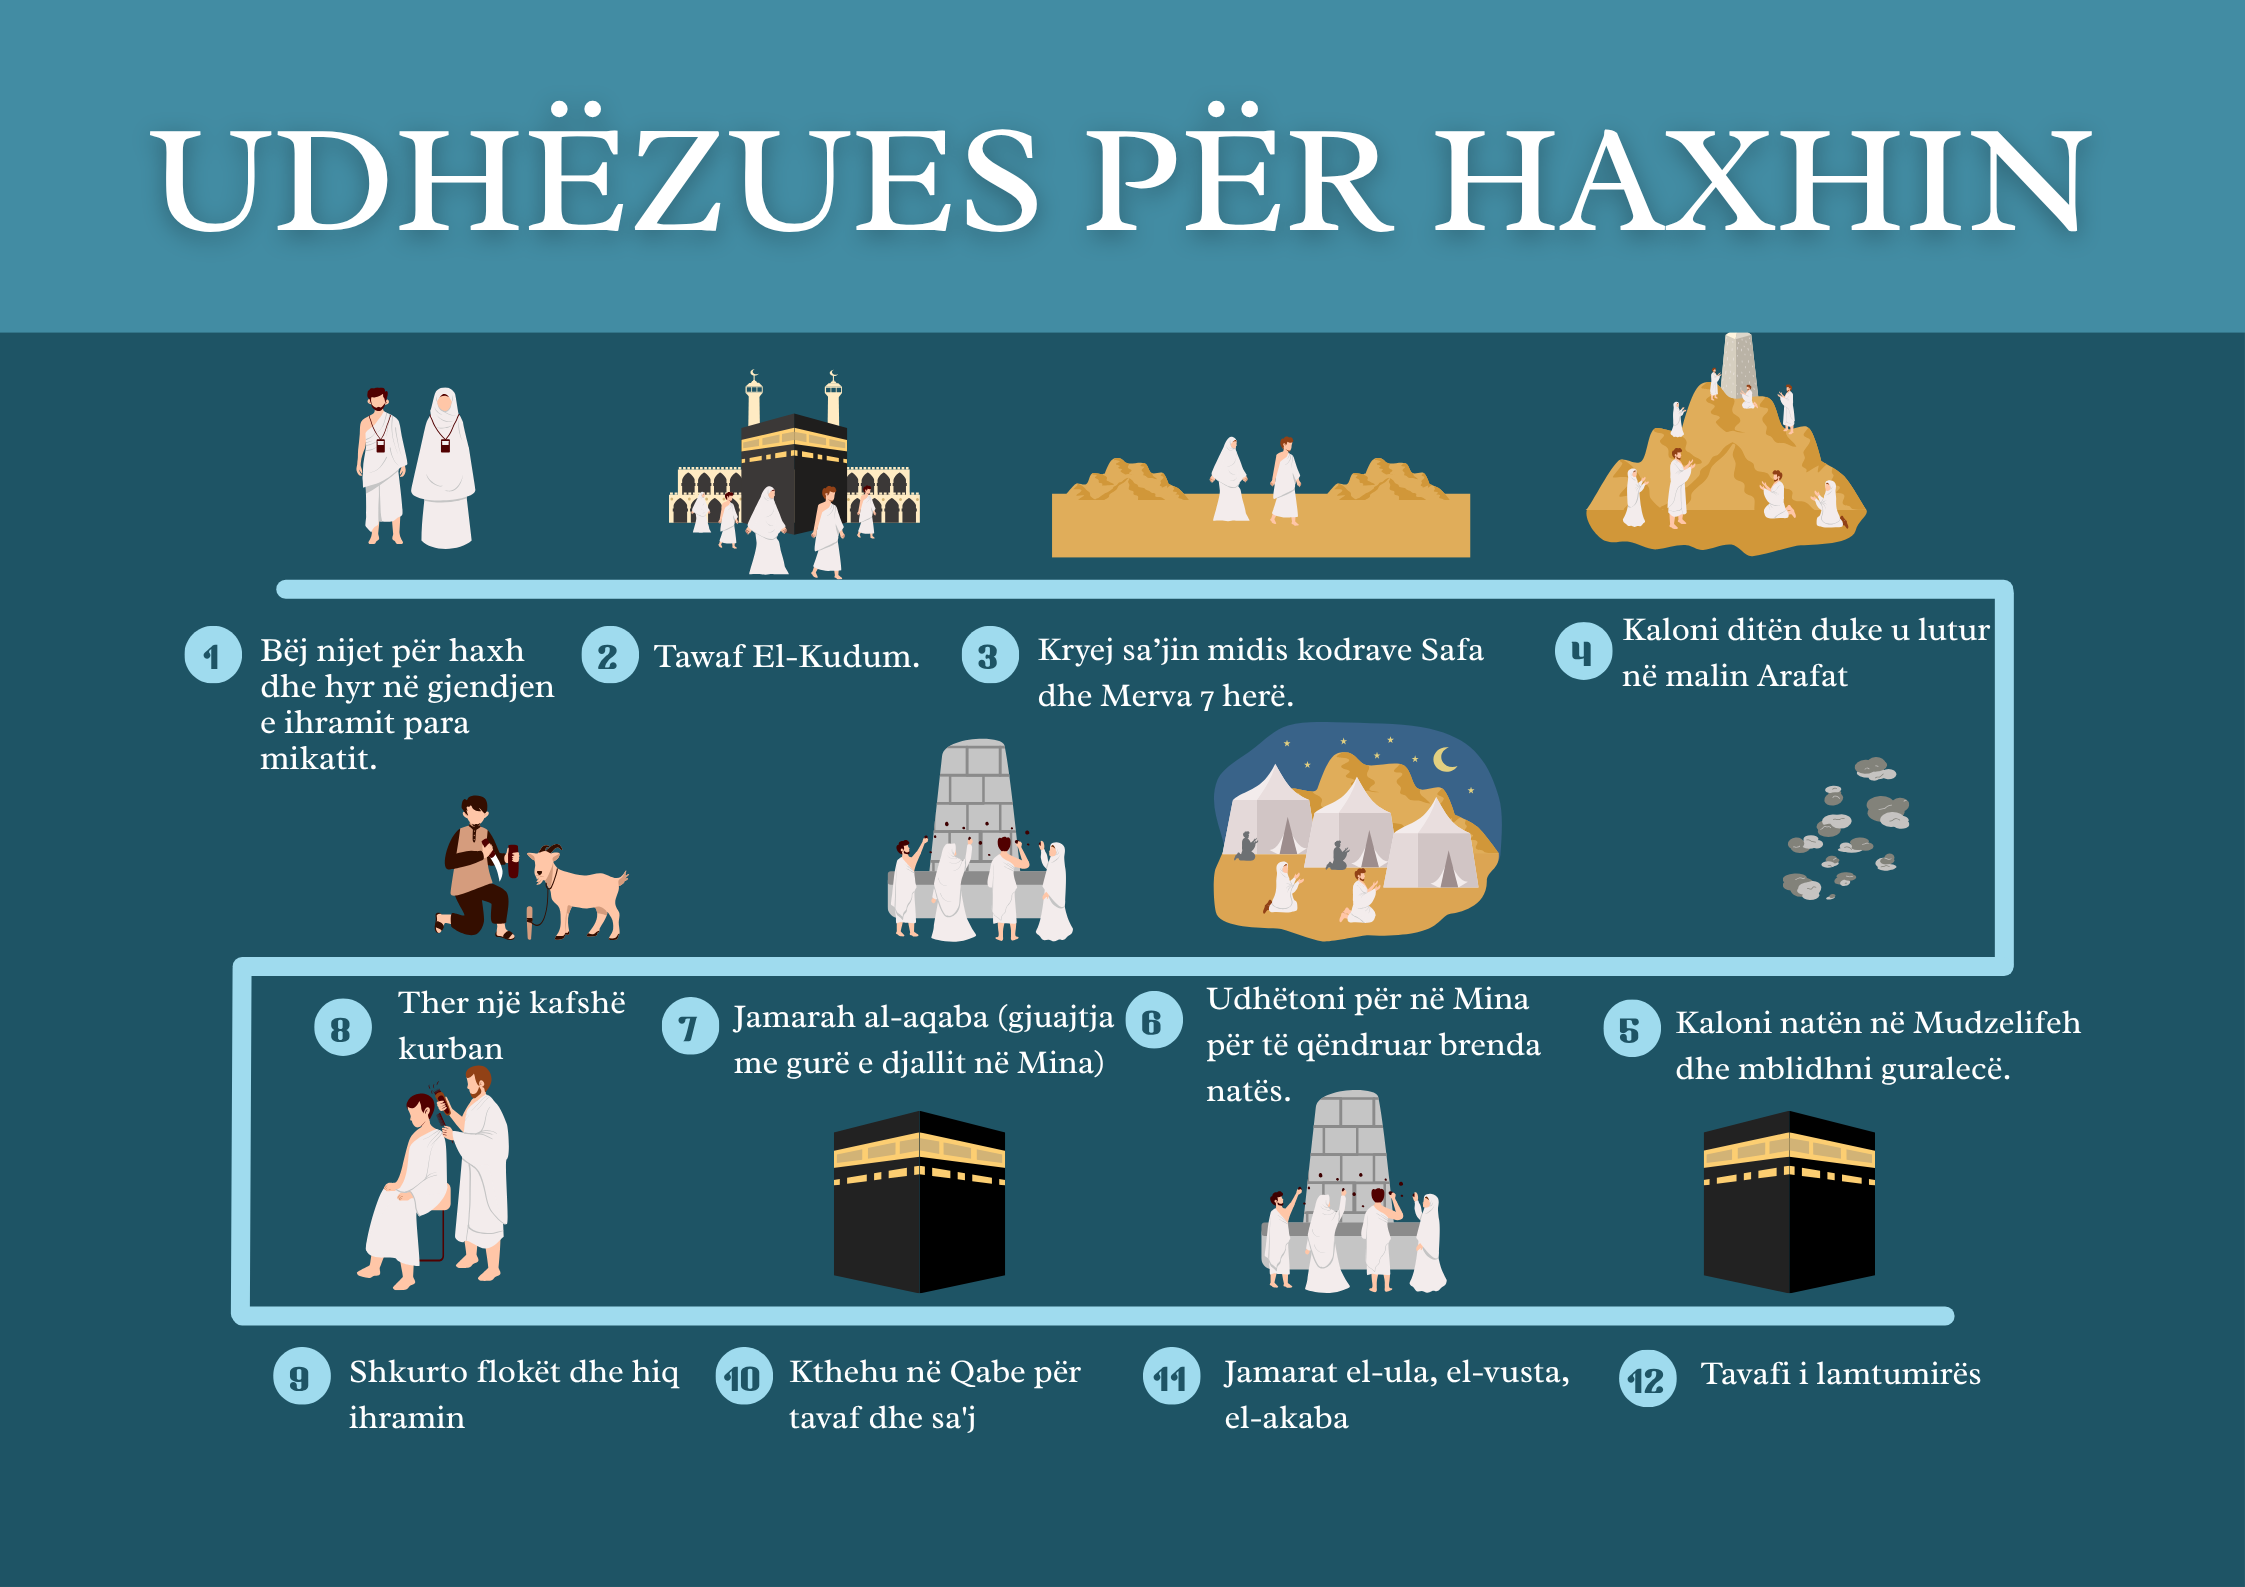 UDHËZUES PËR HAXHIN
1
Bëj nijet për haxh
dhe hyr në gjendjen
e ihramit para
mikatit.
2
Tawaf El-Kudum.
3
Kryej sa’jin midis kodrave Safa
dhe Merva 7 herë.
4
Kaloni ditën duke u lutur
në malin Arafat
5
Kaloni natën në Mudzelifeh
dhe mblidhni guralecë.
6
Udhëtoni për në Mina
për të qëndruar brenda
natës.
7
Jamarah al-aqaba (gjuajtja
me gurë e djallit në Mina)
8
Ther një kafshë
kurban
9
Shkurto flokët dhe hiq
ihramin
10
Kthehu në Qabe për
tavaf dhe sa'j
11
Jamarat el-ula, el-vusta,
el-akaba
12
Tavafi i lamtumirës